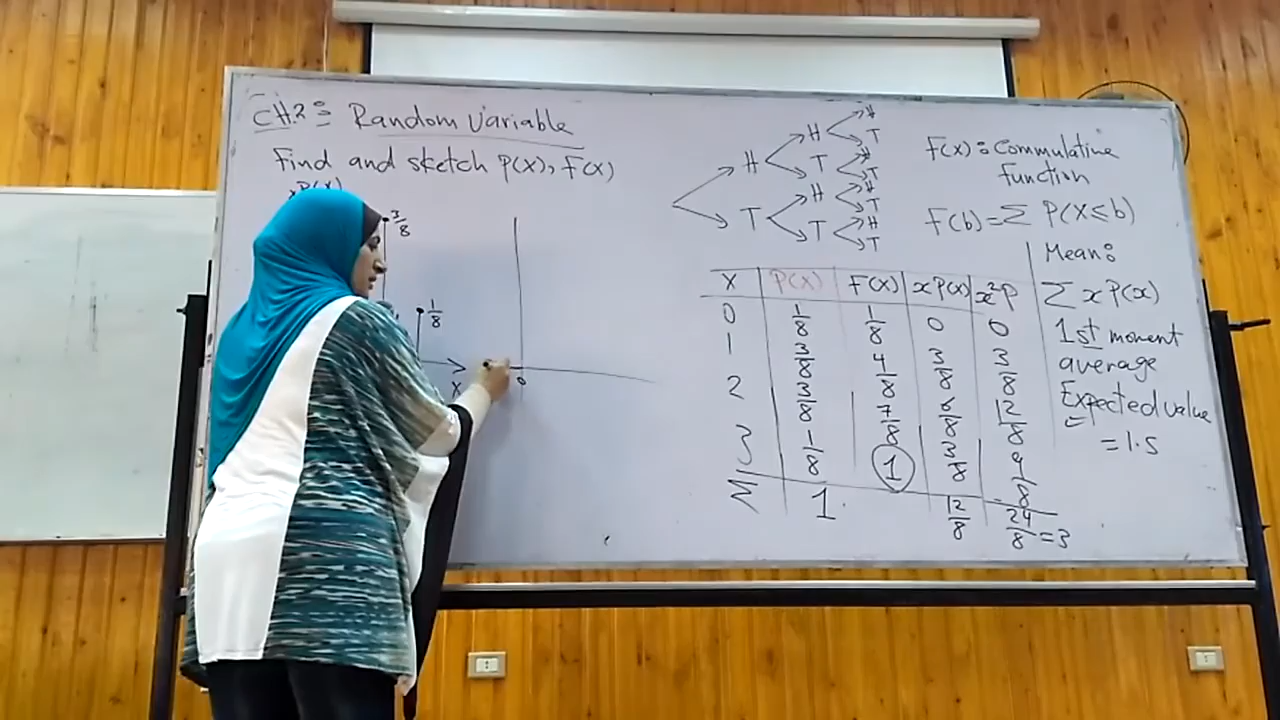 CH2: Random Variable
Find and sketch P(X), F(X)
P(X)
3/8
1/8
X
0
H
T
H
T
H
T
H
T
H
T
H
T
H
T
F(X): Commulative
function
F(b)=Σ P(X≤b)
X P(X) F(X) xP(X) x²P
0 1/8 1/8 0 0
1 3/8 4/8 3/8 3/8
2 3/8 7/8 6/8 12/8
3 1/8 1 3/8 9/8
Σ 1 12/8 24/8 =3
Mean:
Σ x P(x)
1st moment
average
Expected value
= 1.5